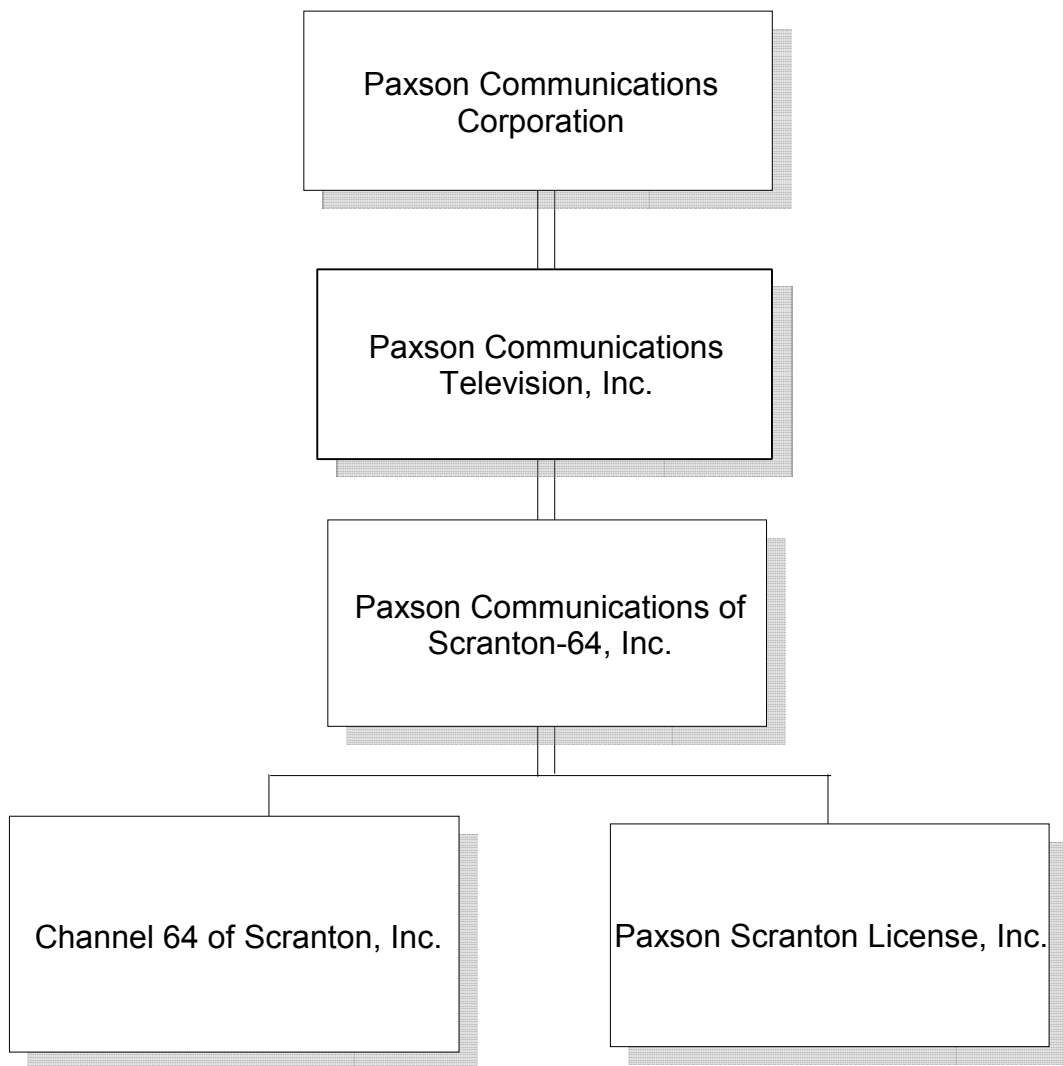 Paxson Communications
Corporation
Paxson Communications
Television, Inc.
Paxson Communications of
Scranton-64, Inc.
Channel 64 of Scranton, Inc.
Paxson Scranton License, Inc.